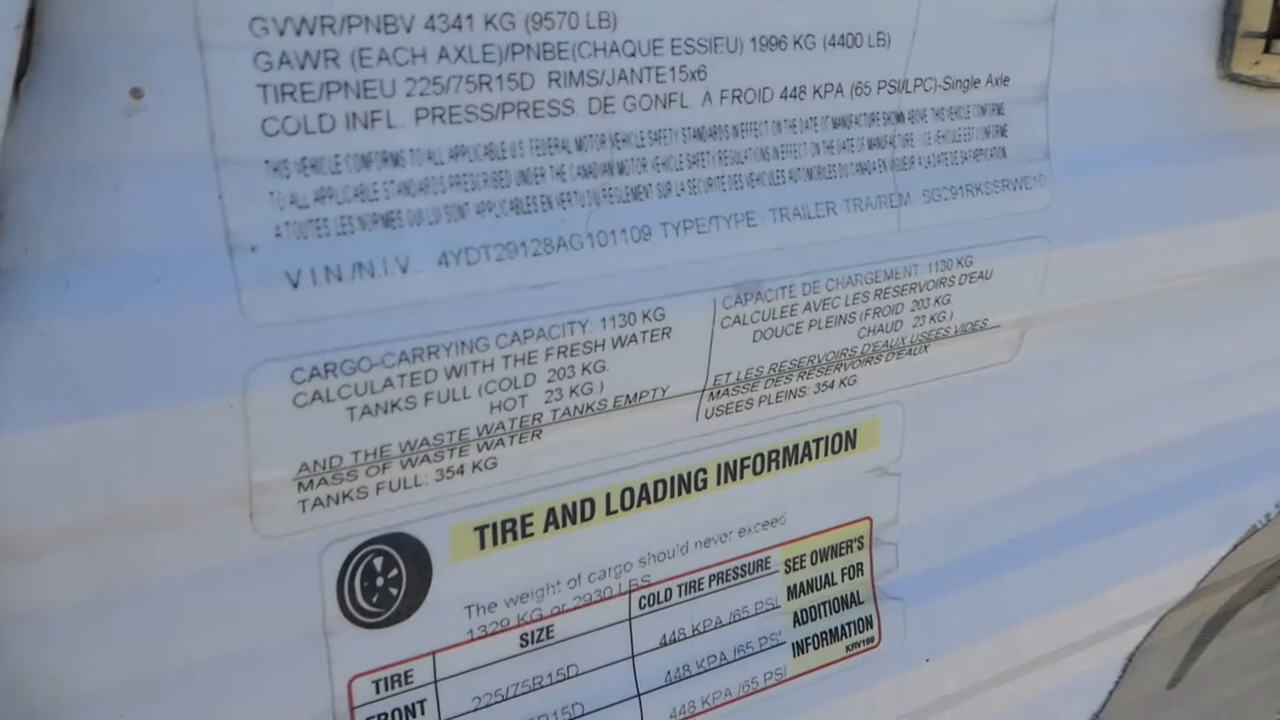 GVWR/PNBV 4341 KG (9570 LB)
GAWR (EACH AXLE)/PNBE(CHAQUE ESSIEU) 1996 KG (4400 LB)
TIRE/PNEU 225/75R15D RIMS/JANTE15x6
COLD INFL. PRESS/PRESS. DE GONFL. A FROID 448 KPA (65 PSI/LPC)-Single Axle
THIS VEHICLE CONFORMS TO ALL APPLICABLE U.S. FEDERAL MOTOR VEHICLE SAFETY STANDARDS IN EFFECT ON THE DATE OF MANUFACTURE SHOWN ABOVE. THIS VEHICLE CONFORMS
TO ALL APPLICABLE STANDARDS PRESCRIBED UNDER THE CANADIAN MOTOR VEHICLE SAFETY REGULATIONS IN EFFECT ON THE DATE OF MANUFACTURE. / CE VEHICULE EST CONFORME
A TOUTES LES NORMES QUI LUI SONT APPLICABLES EN VERTU DU REGLEMENT SUR LA SECURITE DES VEHICULES AUTOMOBILES DU CANADA EN VIGUEUR A LA DATE DE SA FABRICATION
V.I.N./N.I.V.: 4YDT29128AG101109 TYPE/TYPE: TRAILER TRA/REM. SG291RKSSRWE10
CARGO-CARRYING CAPACITY: 1130 KG
CALCULATED WITH THE FRESH WATER
TANKS FULL (COLD 203 KG.
HOT 23 KG.)
AND THE WASTE WATER TANKS EMPTY
MASS OF WASTE WATER
TANKS FULL: 354 KG
CAPACITE DE CHARGEMENT: 1130 KG
CALCULEE AVEC LES RESERVOIRS D'EAU
DOUCE PLEINS (FROID 203 KG.
CHAUD 23 KG.)
ET LES RESERVOIRS D'EAUX USEES VIDES
MASSE DES RESERVOIRS D'EAUX
USEES PLEINS: 354 KG.
TIRE AND LOADING INFORMATION
The weight of cargo should never exceed
1329 KG or 2930 LBS
TIRE SIZE COLD TIRE PRESSURE
FRONT 225/75R15D 448 KPA /65 PSI
R15D 448 KPA /65 PSI
448 KPA /65 PSI
SEE OWNER'S
MANUAL FOR
ADDITIONAL
INFORMATION
KRV199